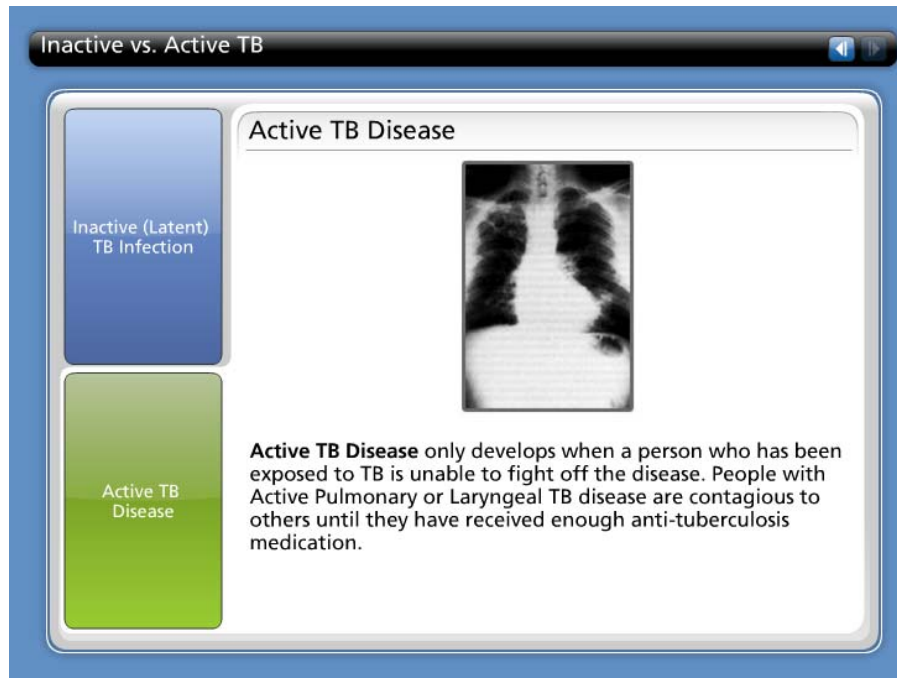 Inactive vs. Active TB
Inactive (Latent)
TB Infection
Active TB
Disease
Active TB Disease
Active TB Disease only develops when a person who has been
exposed to TB is unable to fight off the disease. People with
Active Pulmonary or Laryngeal TB disease are contagious to
others until they have received enough anti-tuberculosis
medication.